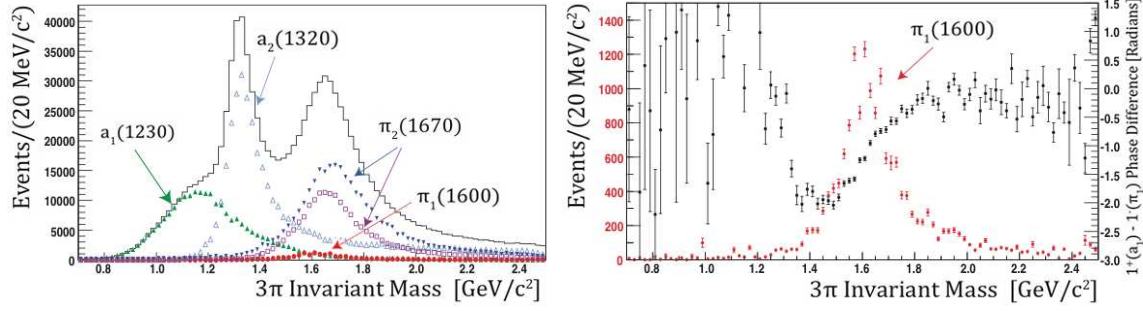 Events/(20 MeV/c²)
40000
35000
30000
25000
20000
15000
10000
5000
0
a₂(1320)
a₁(1230)
π₂(1670)
π₁(1600)
0.8 1.0 1.2 1.4 1.6 1.8 2.0 2.2 2.4
3π Invariant Mass [GeV/c²]
Events/(20 MeV/c²)
1400
1200
1000
800
600
400
200
0
π₁(1600)
1.5
1.0
0.5
0.0
-0.5
-1.0
-1.5
-2.0
-2.5
-3.0
1⁺(a₁) - 1⁻(π₁) Phase Difference [Radians]
0.8 1.0 1.2 1.4 1.6 1.8 2.0 2.2 2.4
3π Invariant Mass [GeV/c²]